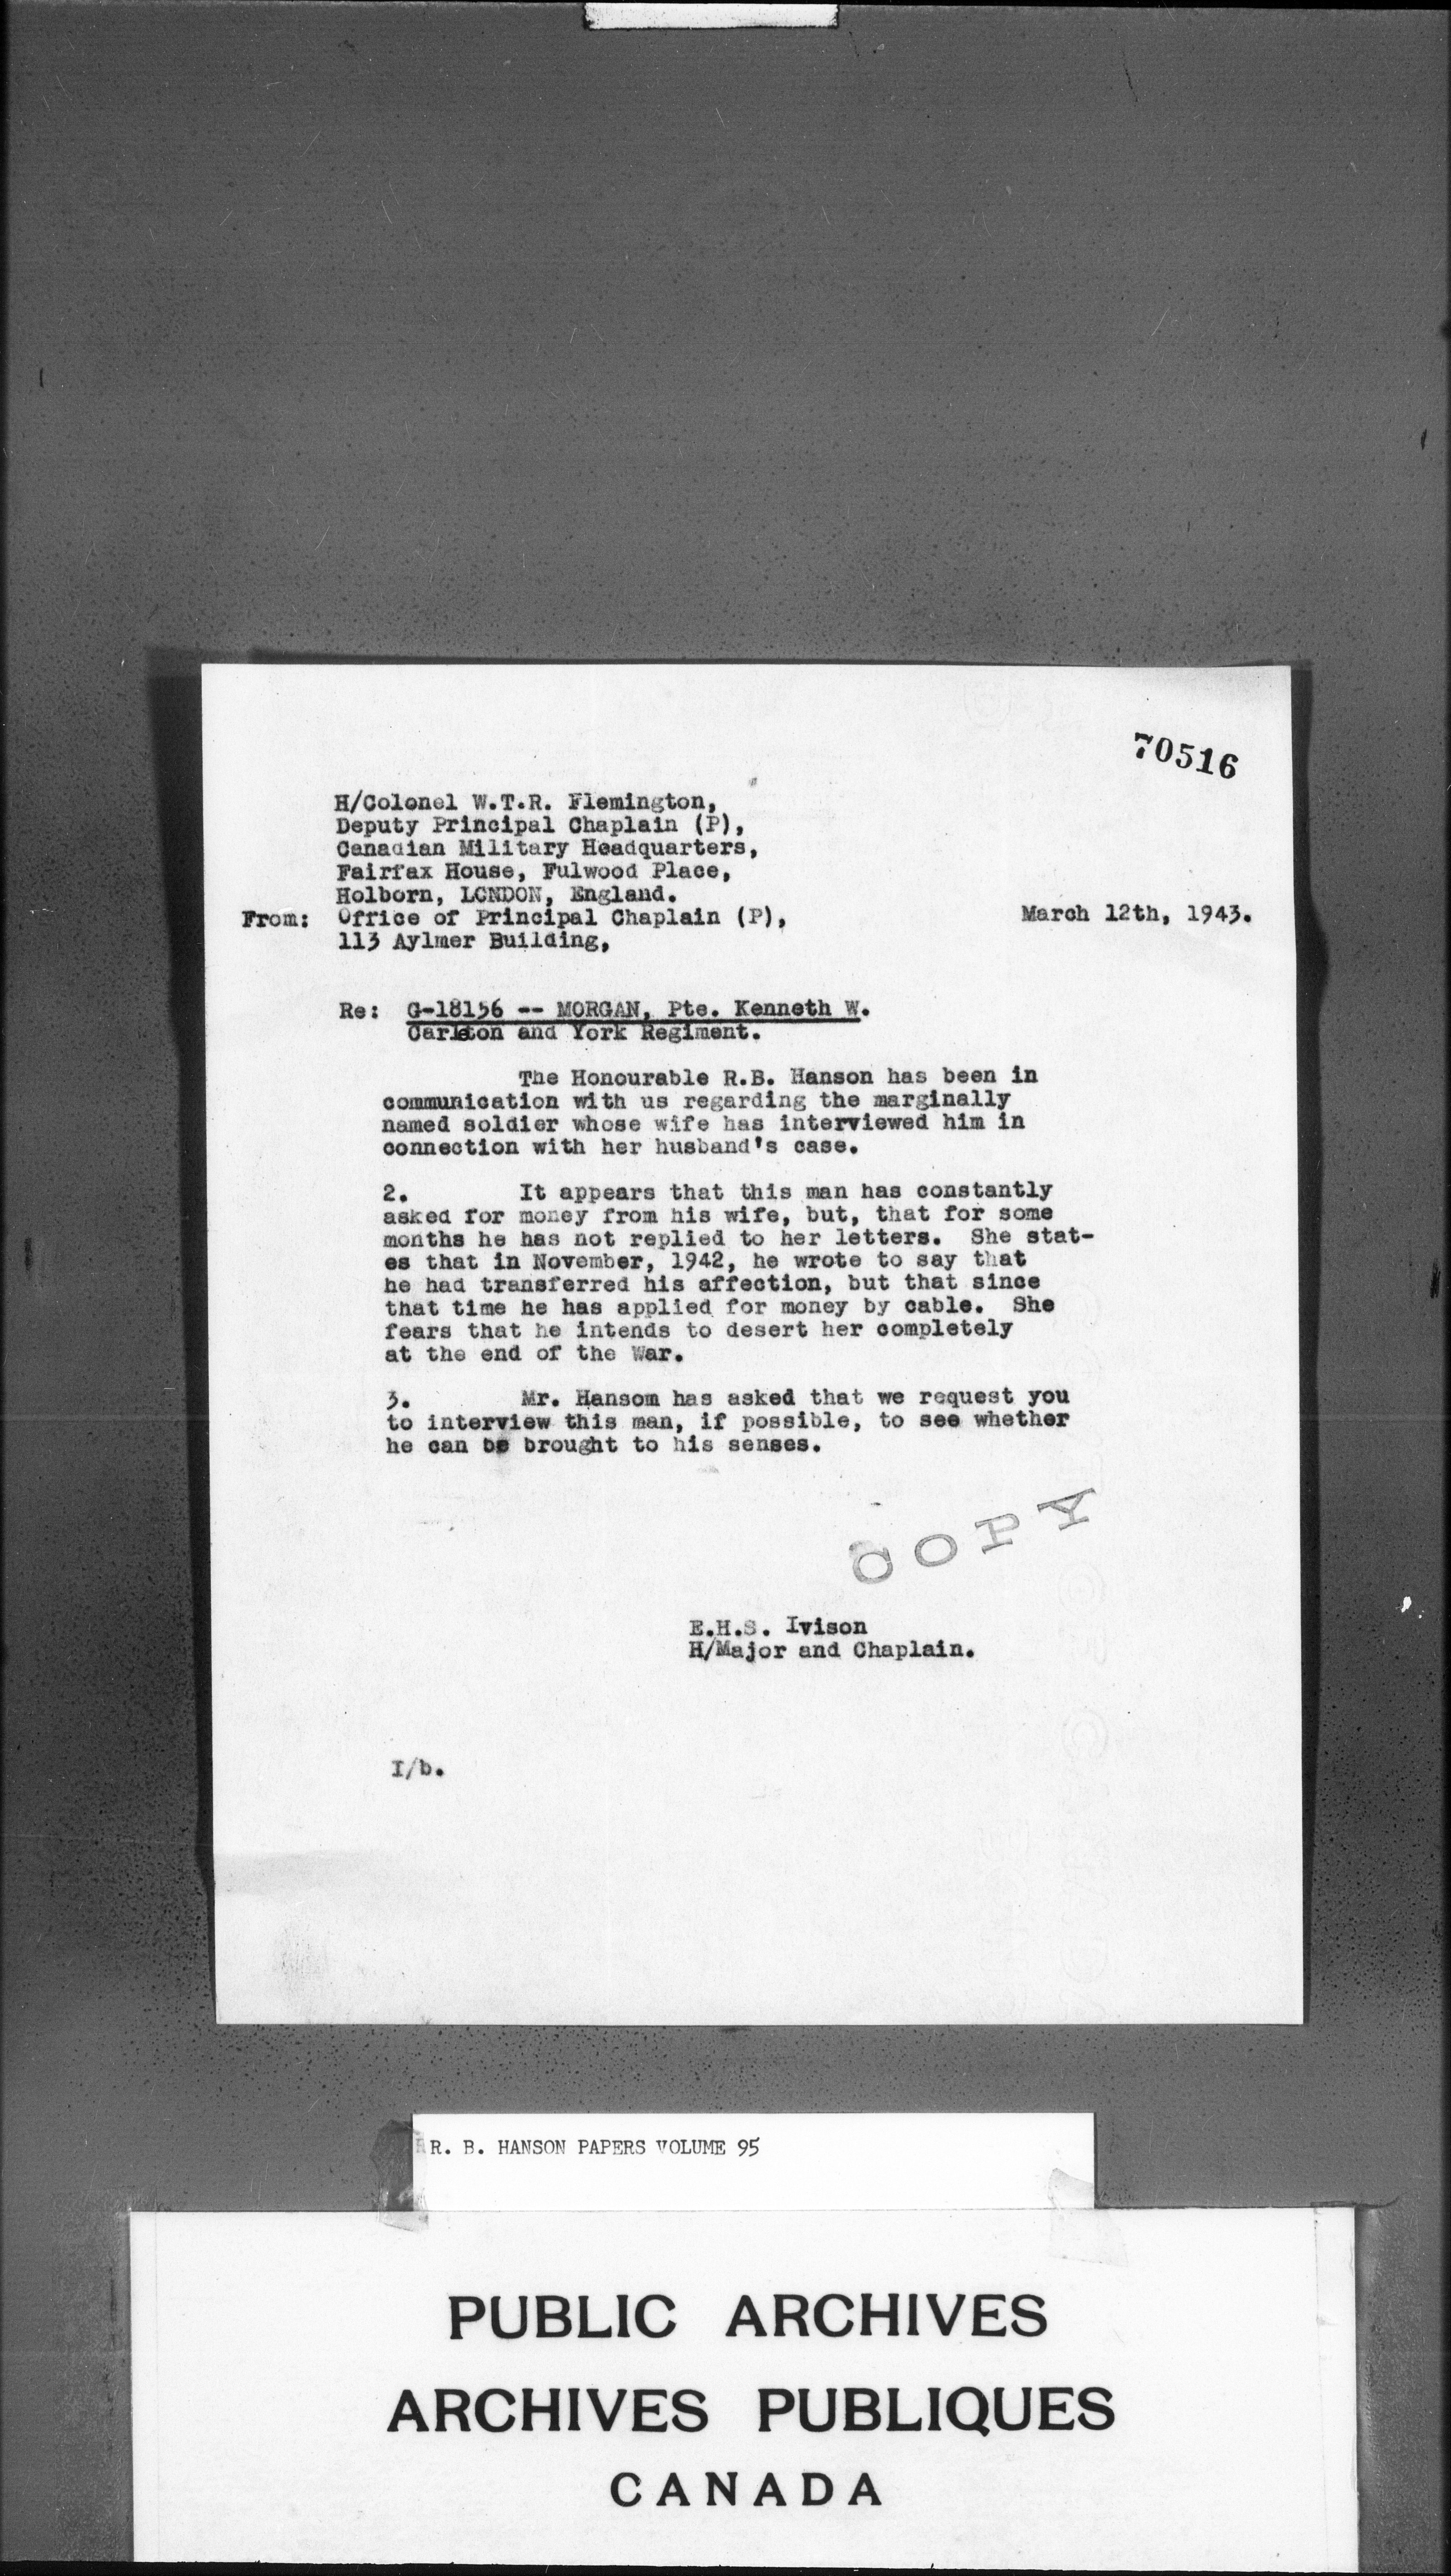 70516
H/Colonel W.T.R. Flemington,
Deputy Principal Chaplain (P),
Canadian Military Headquarters,
Fairfax House, Fulwood Place,
Holborn, LONDON, England.
From: Office of Principal Chaplain (P), March 12th, 1943.
113 Aylmer Building,
Re: G-18156 -- MORGAN, Pte. Kenneth W.
Carleton and York Regiment.
The Honourable R.B. Hanson has been in
communication with us regarding the marginally
named soldier whose wife has interviewed him in
connection with her husband's case.
2. It appears that this man has constantly
asked for money from his wife, but, that for some
months he has not replied to her letters. She stat-
es that in November, 1942, he wrote to say that
he had transferred his affection, but that since
that time he has applied for money by cable. She
fears that he intends to desert her completely
at the end of the War.
3. Mr. Hansom has asked that we request you
to interview this man, if possible, to see whether
he can be brought to his senses.
COPY
E.H.S. Ivison
H/Major and Chaplain.
I/b.
R. B. HANSON PAPERS VOLUME 95
PUBLIC ARCHIVES
ARCHIVES PUBLIQUES
CANADA